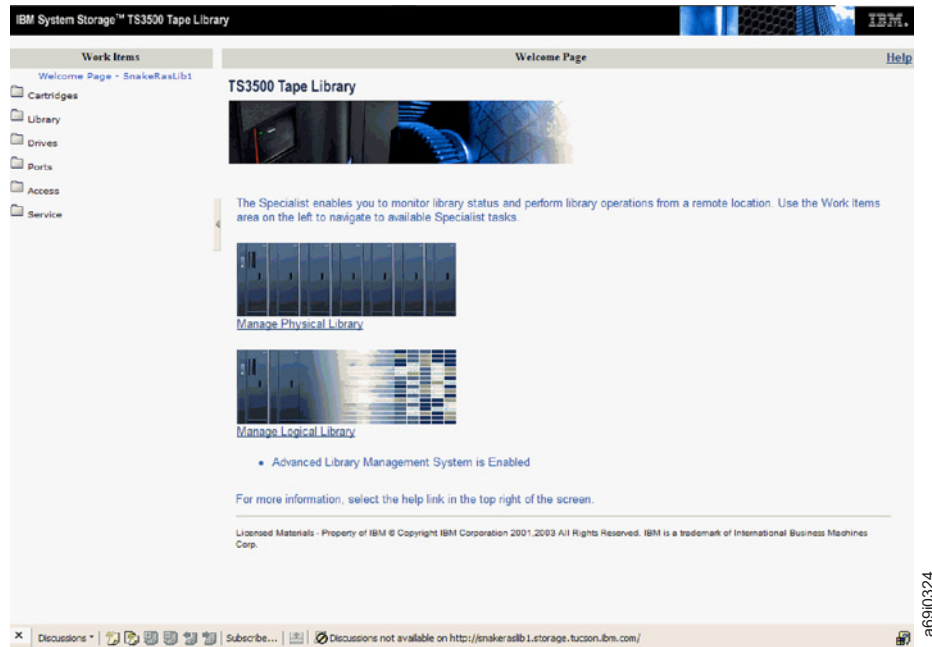 IBM System Storage™ TS3500 Tape Library
IBM.
Work Items
Welcome Page
Help
Welcome Page - SnakeRasLib1
Cartridges
Library
Drives
Ports
Access
Service
TS3500 Tape Library
The Specialist enables you to monitor library status and perform library operations from a remote location. Use the Work Items
area on the left to navigate to available Specialist tasks.
Manage Physical Library
Manage Logical Library
• Advanced Library Management System is Enabled
For more information, select the help link in the top right of the screen.
Licensed Materials - Property of IBM © Copyright IBM Corporation 2001,2003 All Rights Reserved. IBM is a trademark of International Business Machines
Corp.
Discussions
Subscribe...
Discussions not available on http://snakeraslib1.storage.tucson.ibm.com/
a69i0324